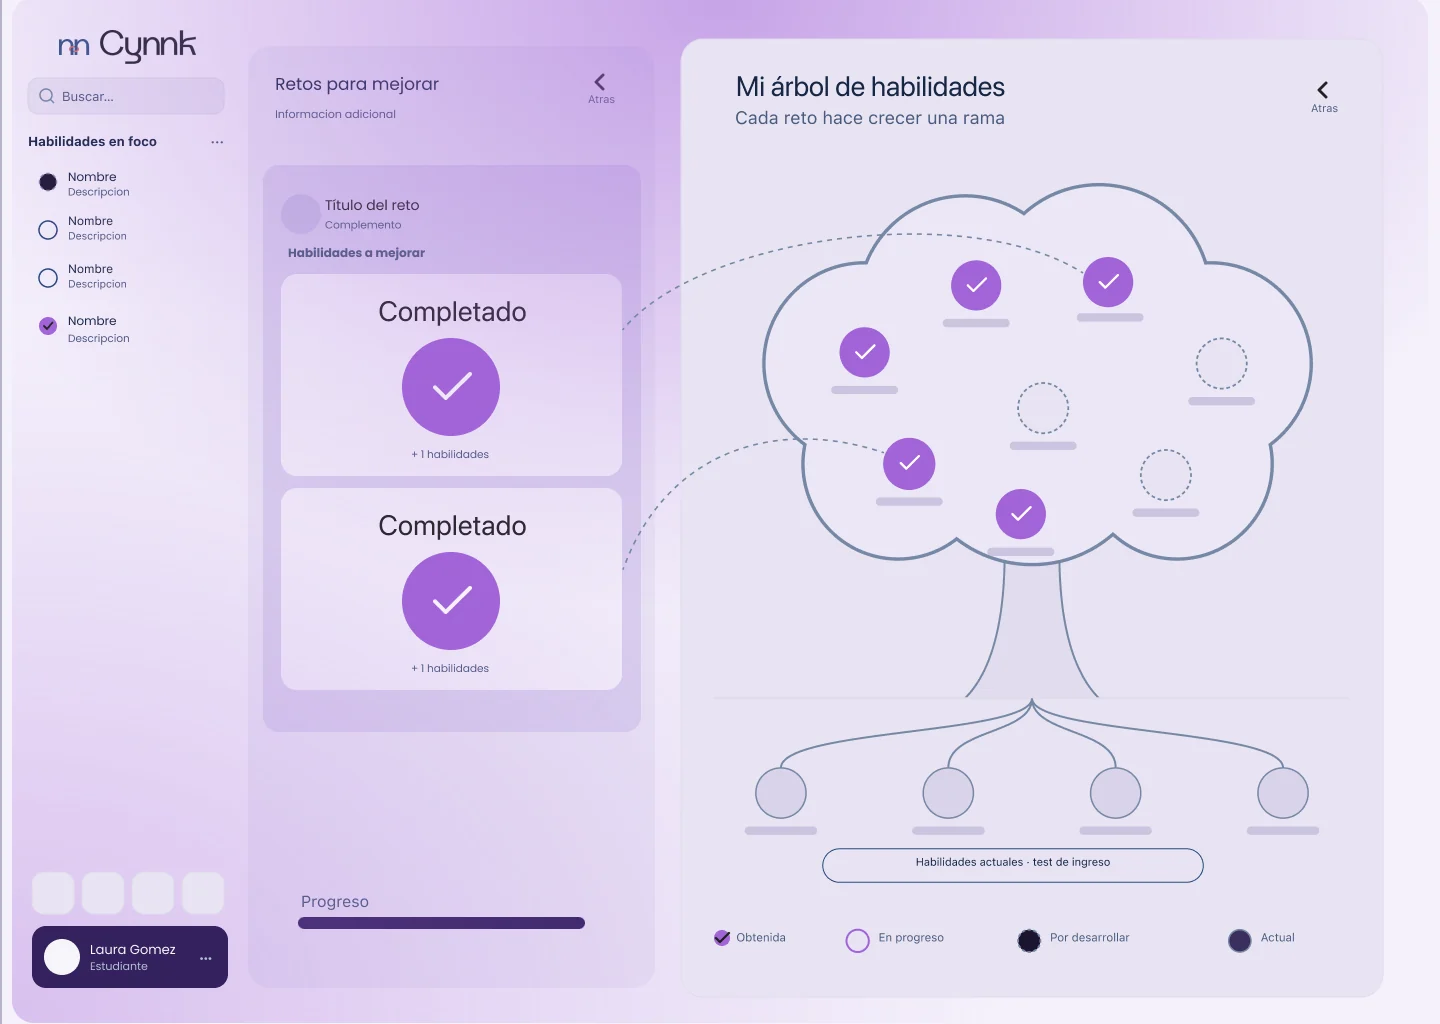 Cynnk
Buscar...
Habilidades en foco
Nombre
Descripcion
Nombre
Descripcion
Nombre
Descripcion
Nombre
Descripcion
Laura Gomez
Estudiante
Retos para mejorar
Informacion adicional
Atras
Título del reto
Complemento
Habilidades a mejorar
Completado
+ 1 habilidades
Completado
+ 1 habilidades
Progreso
Mi árbol de habilidades
Cada reto hace crecer una rama
Atras
Habilidades actuales · test de ingreso
Obtenida
En progreso
Por desarrollar
Actual